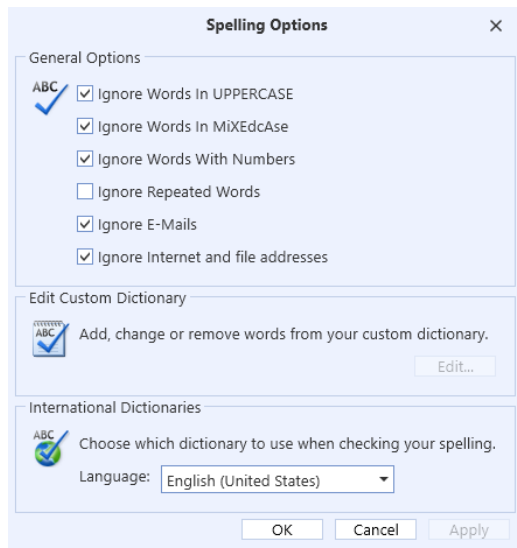 Spelling Options
General Options
ABC
Ignore Words In UPPERCASE
Ignore Words In MiXEdcAse
Ignore Words With Numbers
Ignore Repeated Words
Ignore E-Mails
Ignore Internet and file addresses
Edit Custom Dictionary
ABC
Add, change or remove words from your custom dictionary.
Edit...
International Dictionaries
ABC
Choose which dictionary to use when checking your spelling.
Language: English (United States)
OK Cancel Apply